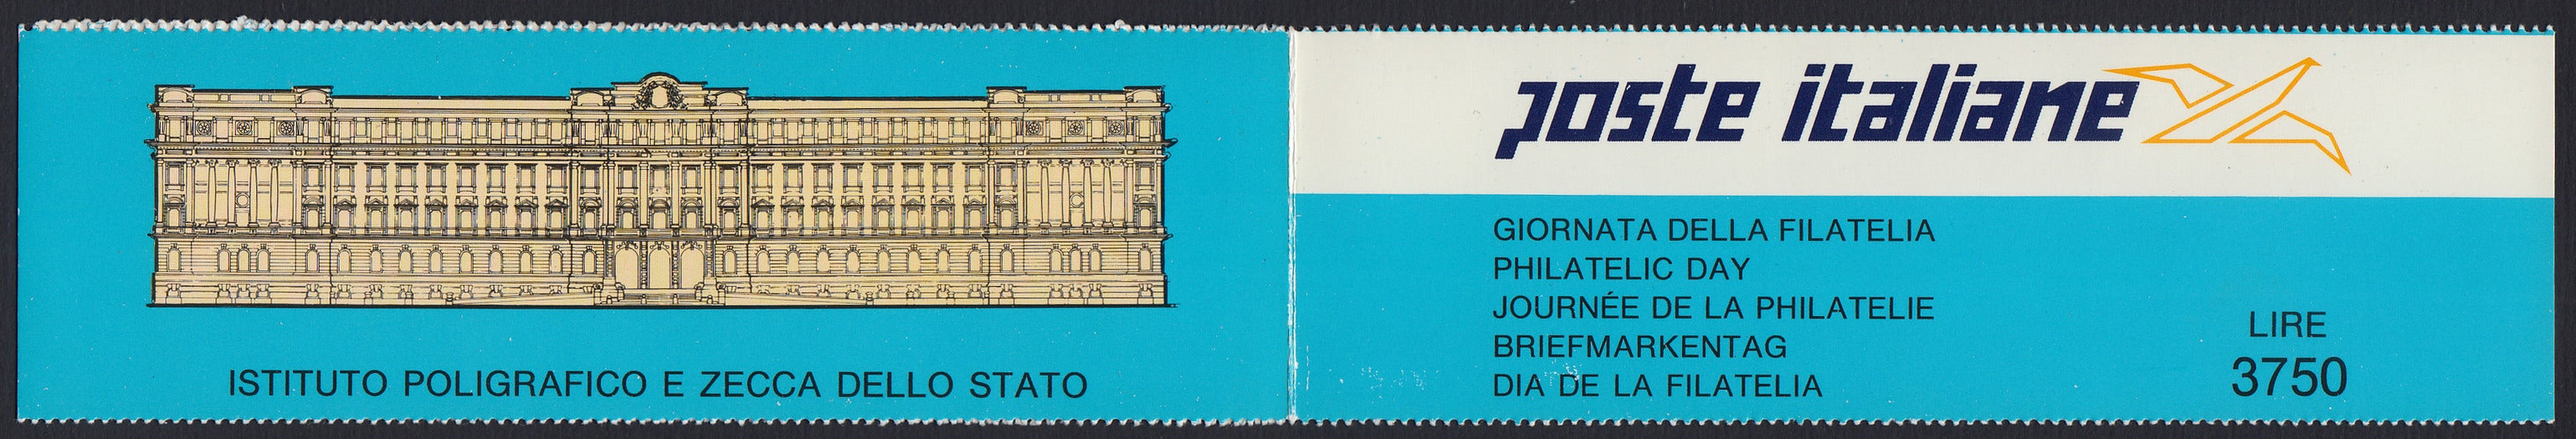 ISTITUTO POLIGRAFICO E ZECCA DELLO STATO
poste italiane
GIORNATA DELLA FILATELIA
PHILATELIC DAY
JOURNÉE DE LA PHILATELIE
BRIEFMARKENTAG
DIA DE LA FILATELIA
LIRE
3750